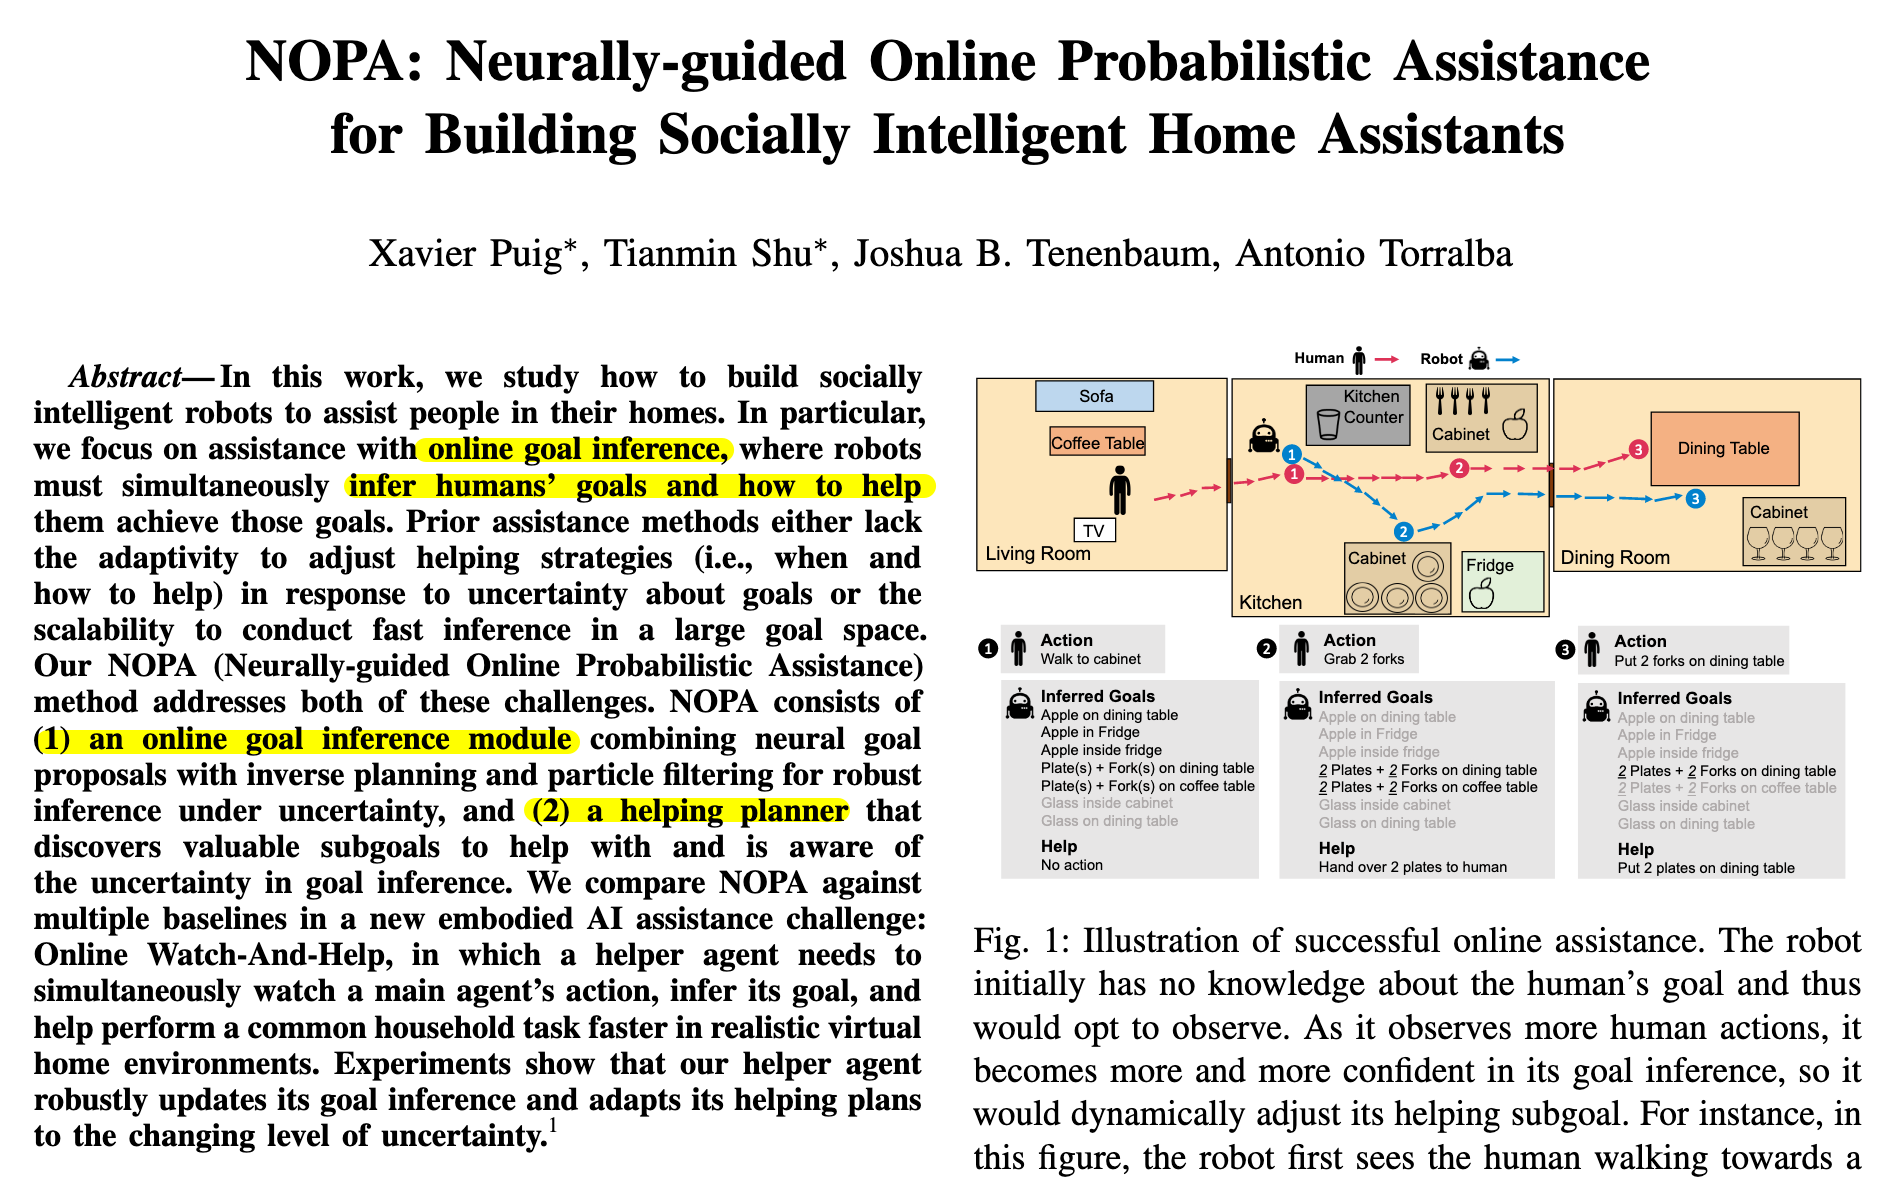 NOPA: Neurally-guided Online Probabilistic Assistance
for Building Socially Intelligent Home Assistants
Xavier Puig*, Tianmin Shu*, Joshua B. Tenenbaum, Antonio Torralba
Abstract—In this work, we study how to build socially
intelligent robots to assist people in their homes. In particular,
we focus on assistance with online goal inference, where robots
must simultaneously infer humans' goals and how to help
them achieve those goals. Prior assistance methods either lack
the adaptivity to adjust helping strategies (i.e., when and
how to help) in response to uncertainty about goals or the
scalability to conduct fast inference in a large goal space.
Our NOPA (Neurally-guided Online Probabilistic Assistance)
method addresses both of these challenges. NOPA consists of
(1) an online goal inference module combining neural goal
proposals with inverse planning and particle filtering for robust
inference under uncertainty, and (2) a helping planner that
discovers valuable subgoals to help with and is aware of
the uncertainty in goal inference. We compare NOPA against
multiple baselines in a new embodied AI assistance challenge:
Online Watch-And-Help, in which a helper agent needs to
simultaneously watch a main agent's action, infer its goal, and
help perform a common household task faster in realistic virtual
home environments. Experiments show that our helper agent
robustly updates its goal inference and adapts its helping plans
to the changing level of uncertainty.1
Human
Robot
Sofa
Coffee Table
TV
Living Room
Kitchen
Counter
Cabinet
1
1
2
2
Cabinet
Fridge
Kitchen
3
Dining Table
3
Cabinet
Dining Room
1
Action
Walk to cabinet
Inferred Goals
Apple on dining table
Apple in Fridge
Apple inside fridge
Plate(s) + Fork(s) on dining table
Plate(s) + Fork(s) on coffee table
Glass inside cabinet
Glass on dining table
Help
No action
2
Action
Grab 2 forks
Inferred Goals
Apple on dining table
Apple in Fridge
Apple inside fridge
2 Plates + 2 Forks on dining table
2 Plates + 2 Forks on coffee table
Glass inside cabinet
Glass on dining table
Help
Hand over 2 plates to human
3
Action
Put 2 forks on dining table
Inferred Goals
Apple on dining table
Apple in Fridge
Apple inside fridge
2 Plates + 2 Forks on dining table
2 Plates + 2 Forks on coffee table
Glass inside cabinet
Glass on dining table
Help
Put 2 plates on dining table
Fig. 1: Illustration of successful online assistance. The robot
initially has no knowledge about the human's goal and thus
would opt to observe. As it observes more human actions, it
becomes more and more confident in its goal inference, so it
would dynamically adjust its helping subgoal. For instance, in
this figure, the robot first sees the human walking towards a